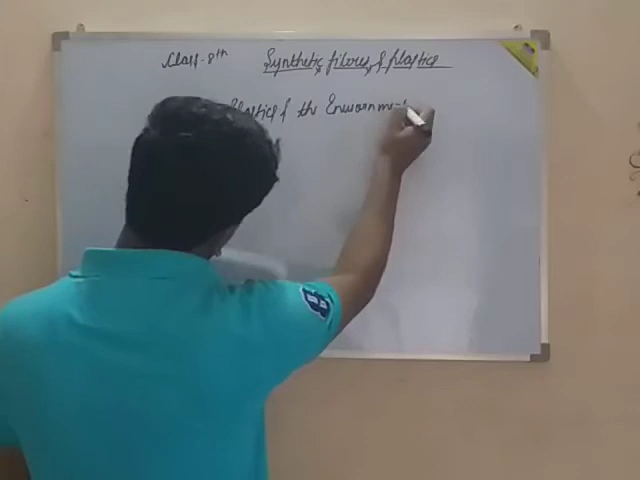 Class-8th Synthetic fibres & Plastics
Plastics & the Environment